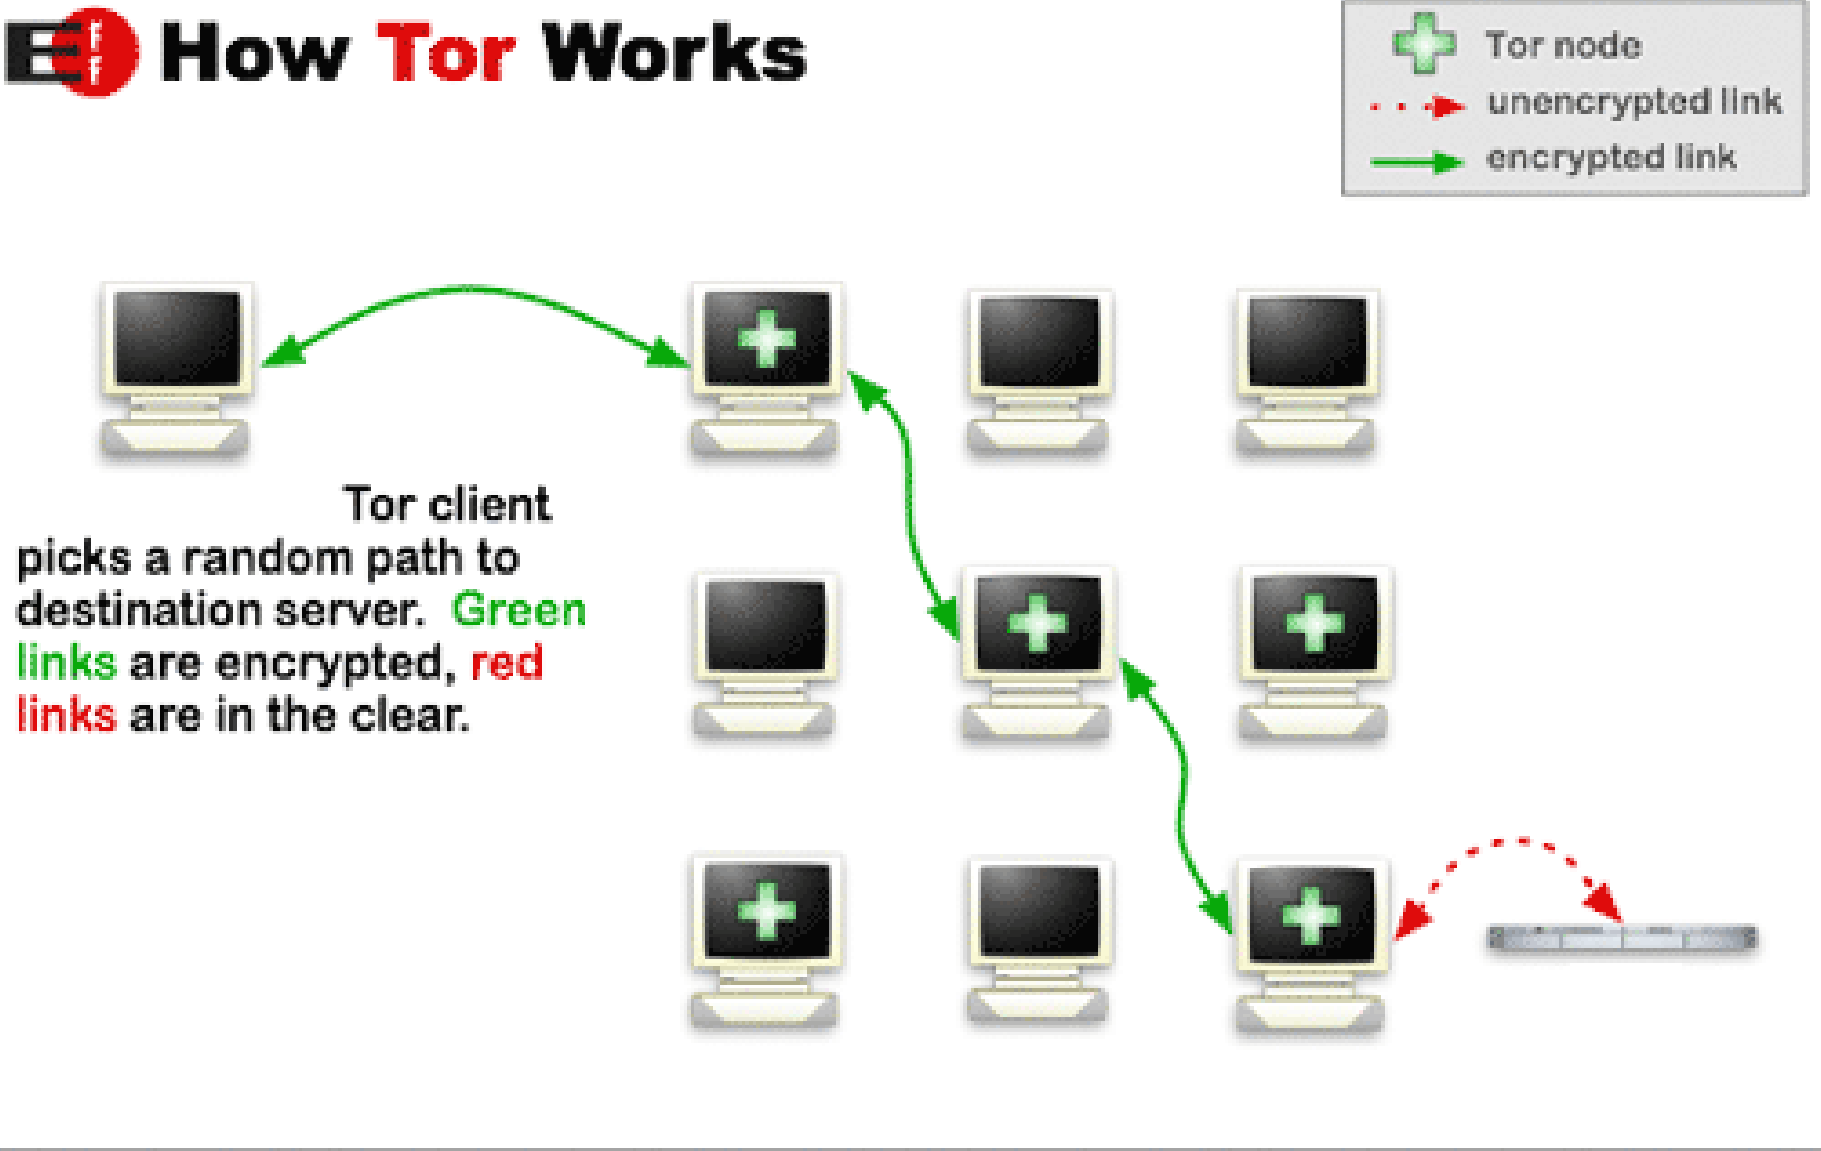 EFF How Tor Works
Tor node
unencrypted link
encrypted link
Tor client
picks a random path to
destination server. Green
links are encrypted, red
links are in the clear.